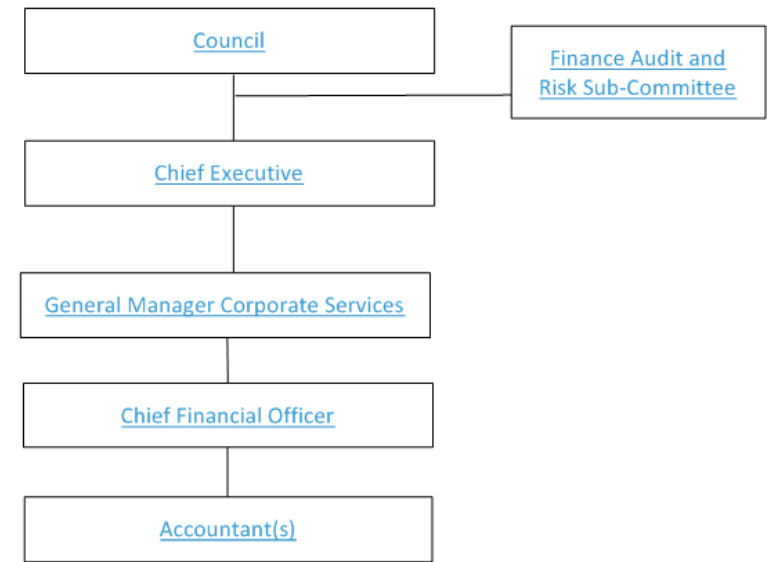 Council
Finance Audit and
Risk Sub-Committee
Chief Executive
General Manager Corporate Services
Chief Financial Officer
Accountant(s)